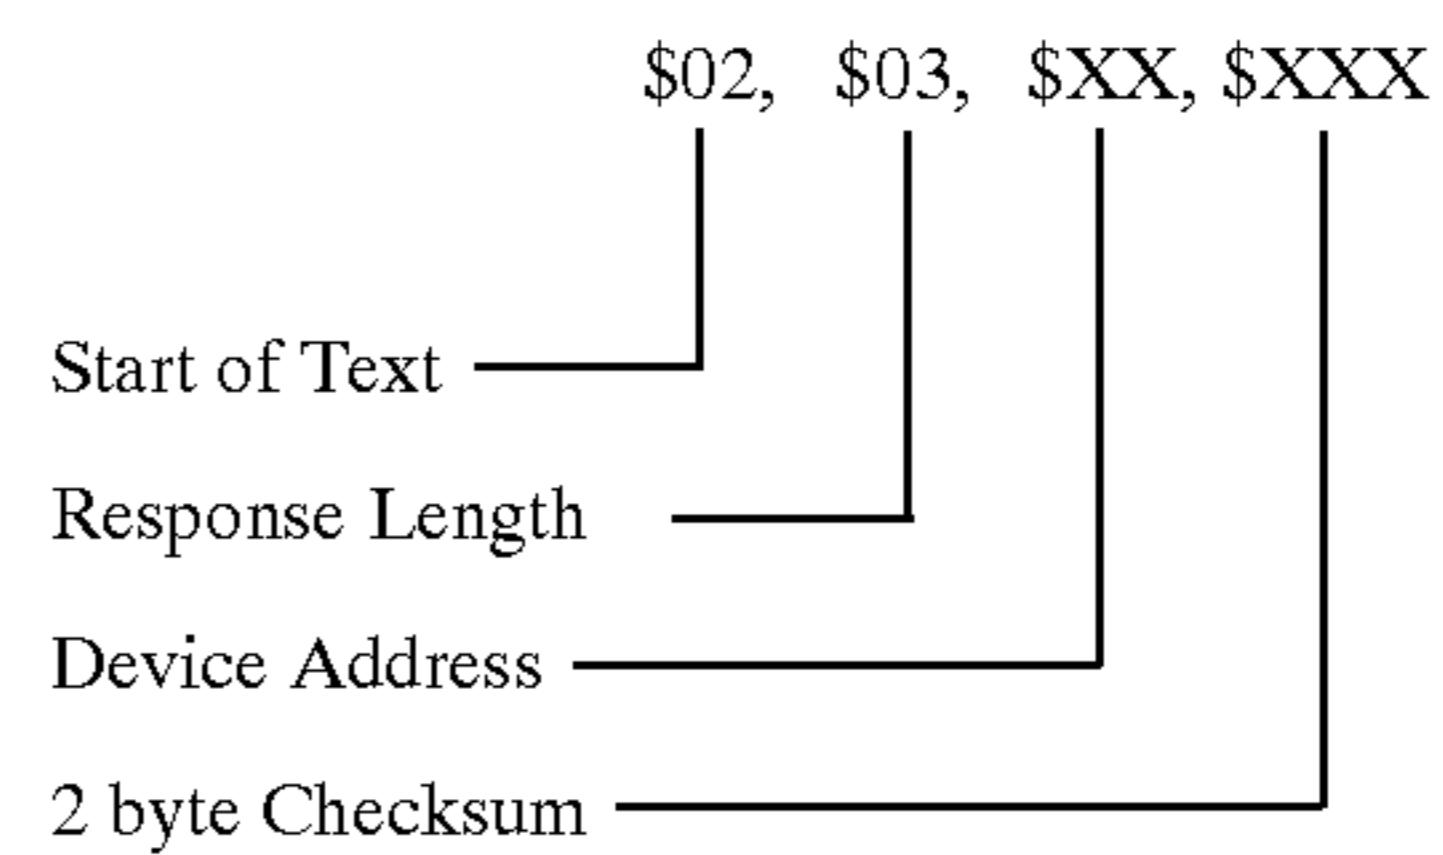 $02, $03, $XX, $XXX
Start of Text
Response Length
Device Address
2 byte Checksum